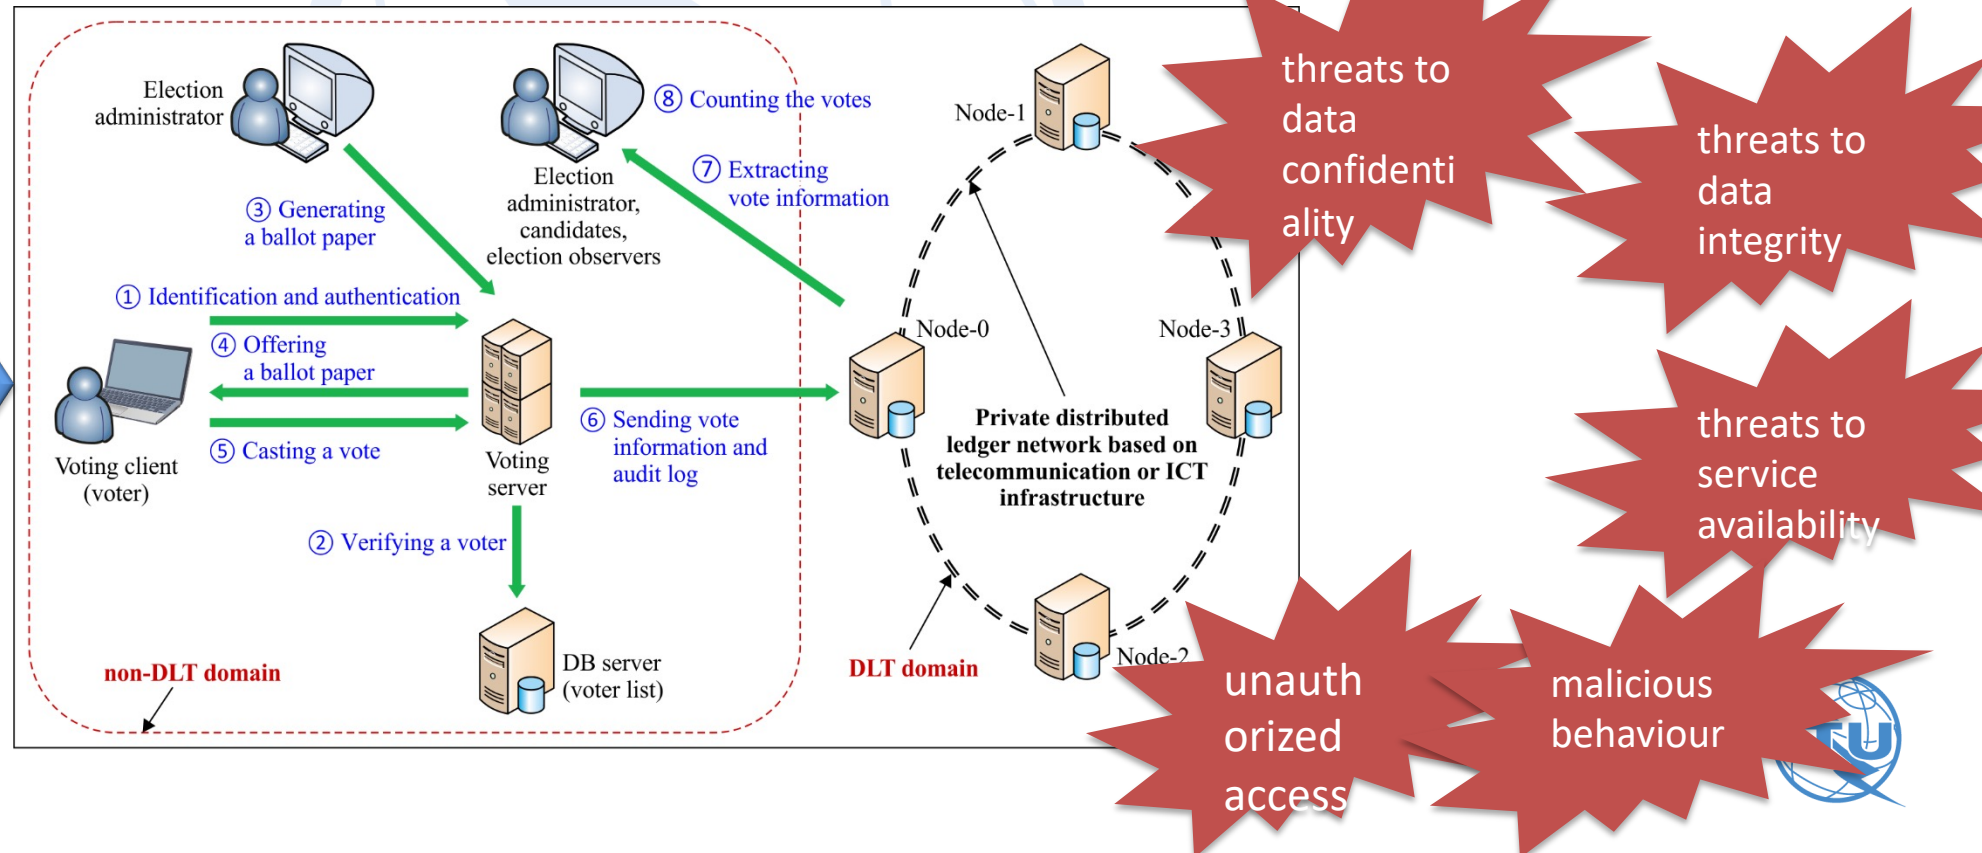 Election
administrator
③ Generating
a ballot paper
⑧ Counting the votes
⑦ Extracting
vote information
Election
administrator,
candidates,
election observers
① Identification and authentication
④ Offering
a ballot paper
⑤ Casting a vote
Voting client
(voter)
Voting
server
⑥ Sending vote
information and
audit log
② Verifying a voter
DB server
(voter list)
non-DLT domain
Node-1
Node-0
Node-3
Private distributed
ledger network based on
telecommunication or ICT
infrastructure
DLT domain
Node-2
threats to
data
confidenti
ality
threats to
data
integrity
threats to
service
availability
unauth
orized
access
malicious
behaviour